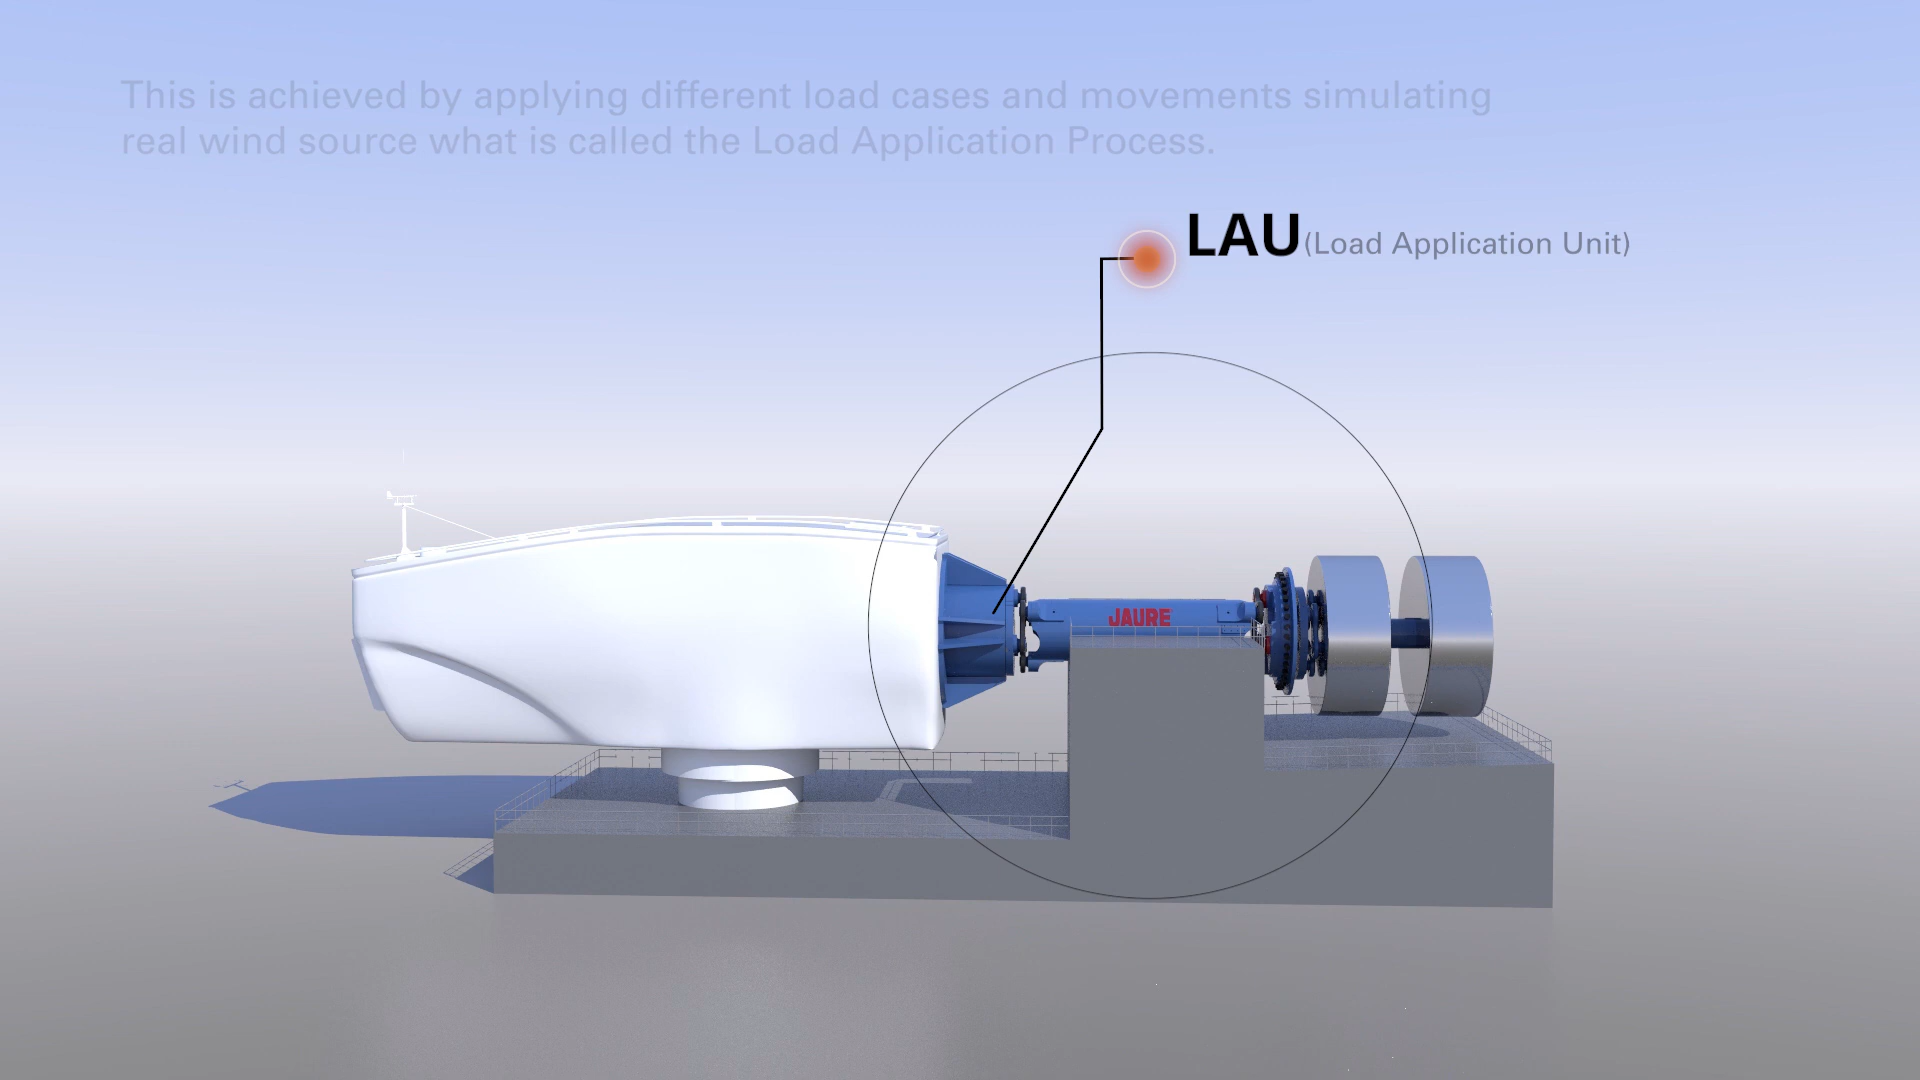 This is achieved by applying different load cases and movements simulating
real wind source what is called the Load Application Process.
LAU (Load Application Unit)
JAURE